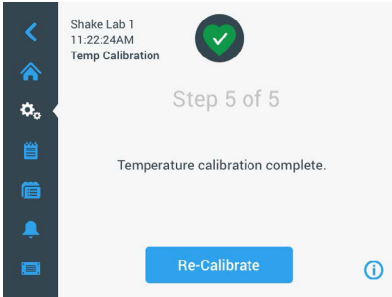 Shake Lab 1
11:22:24AM
Temp Calibration
Step 5 of 5
Temperature calibration complete.
Re-Calibrate